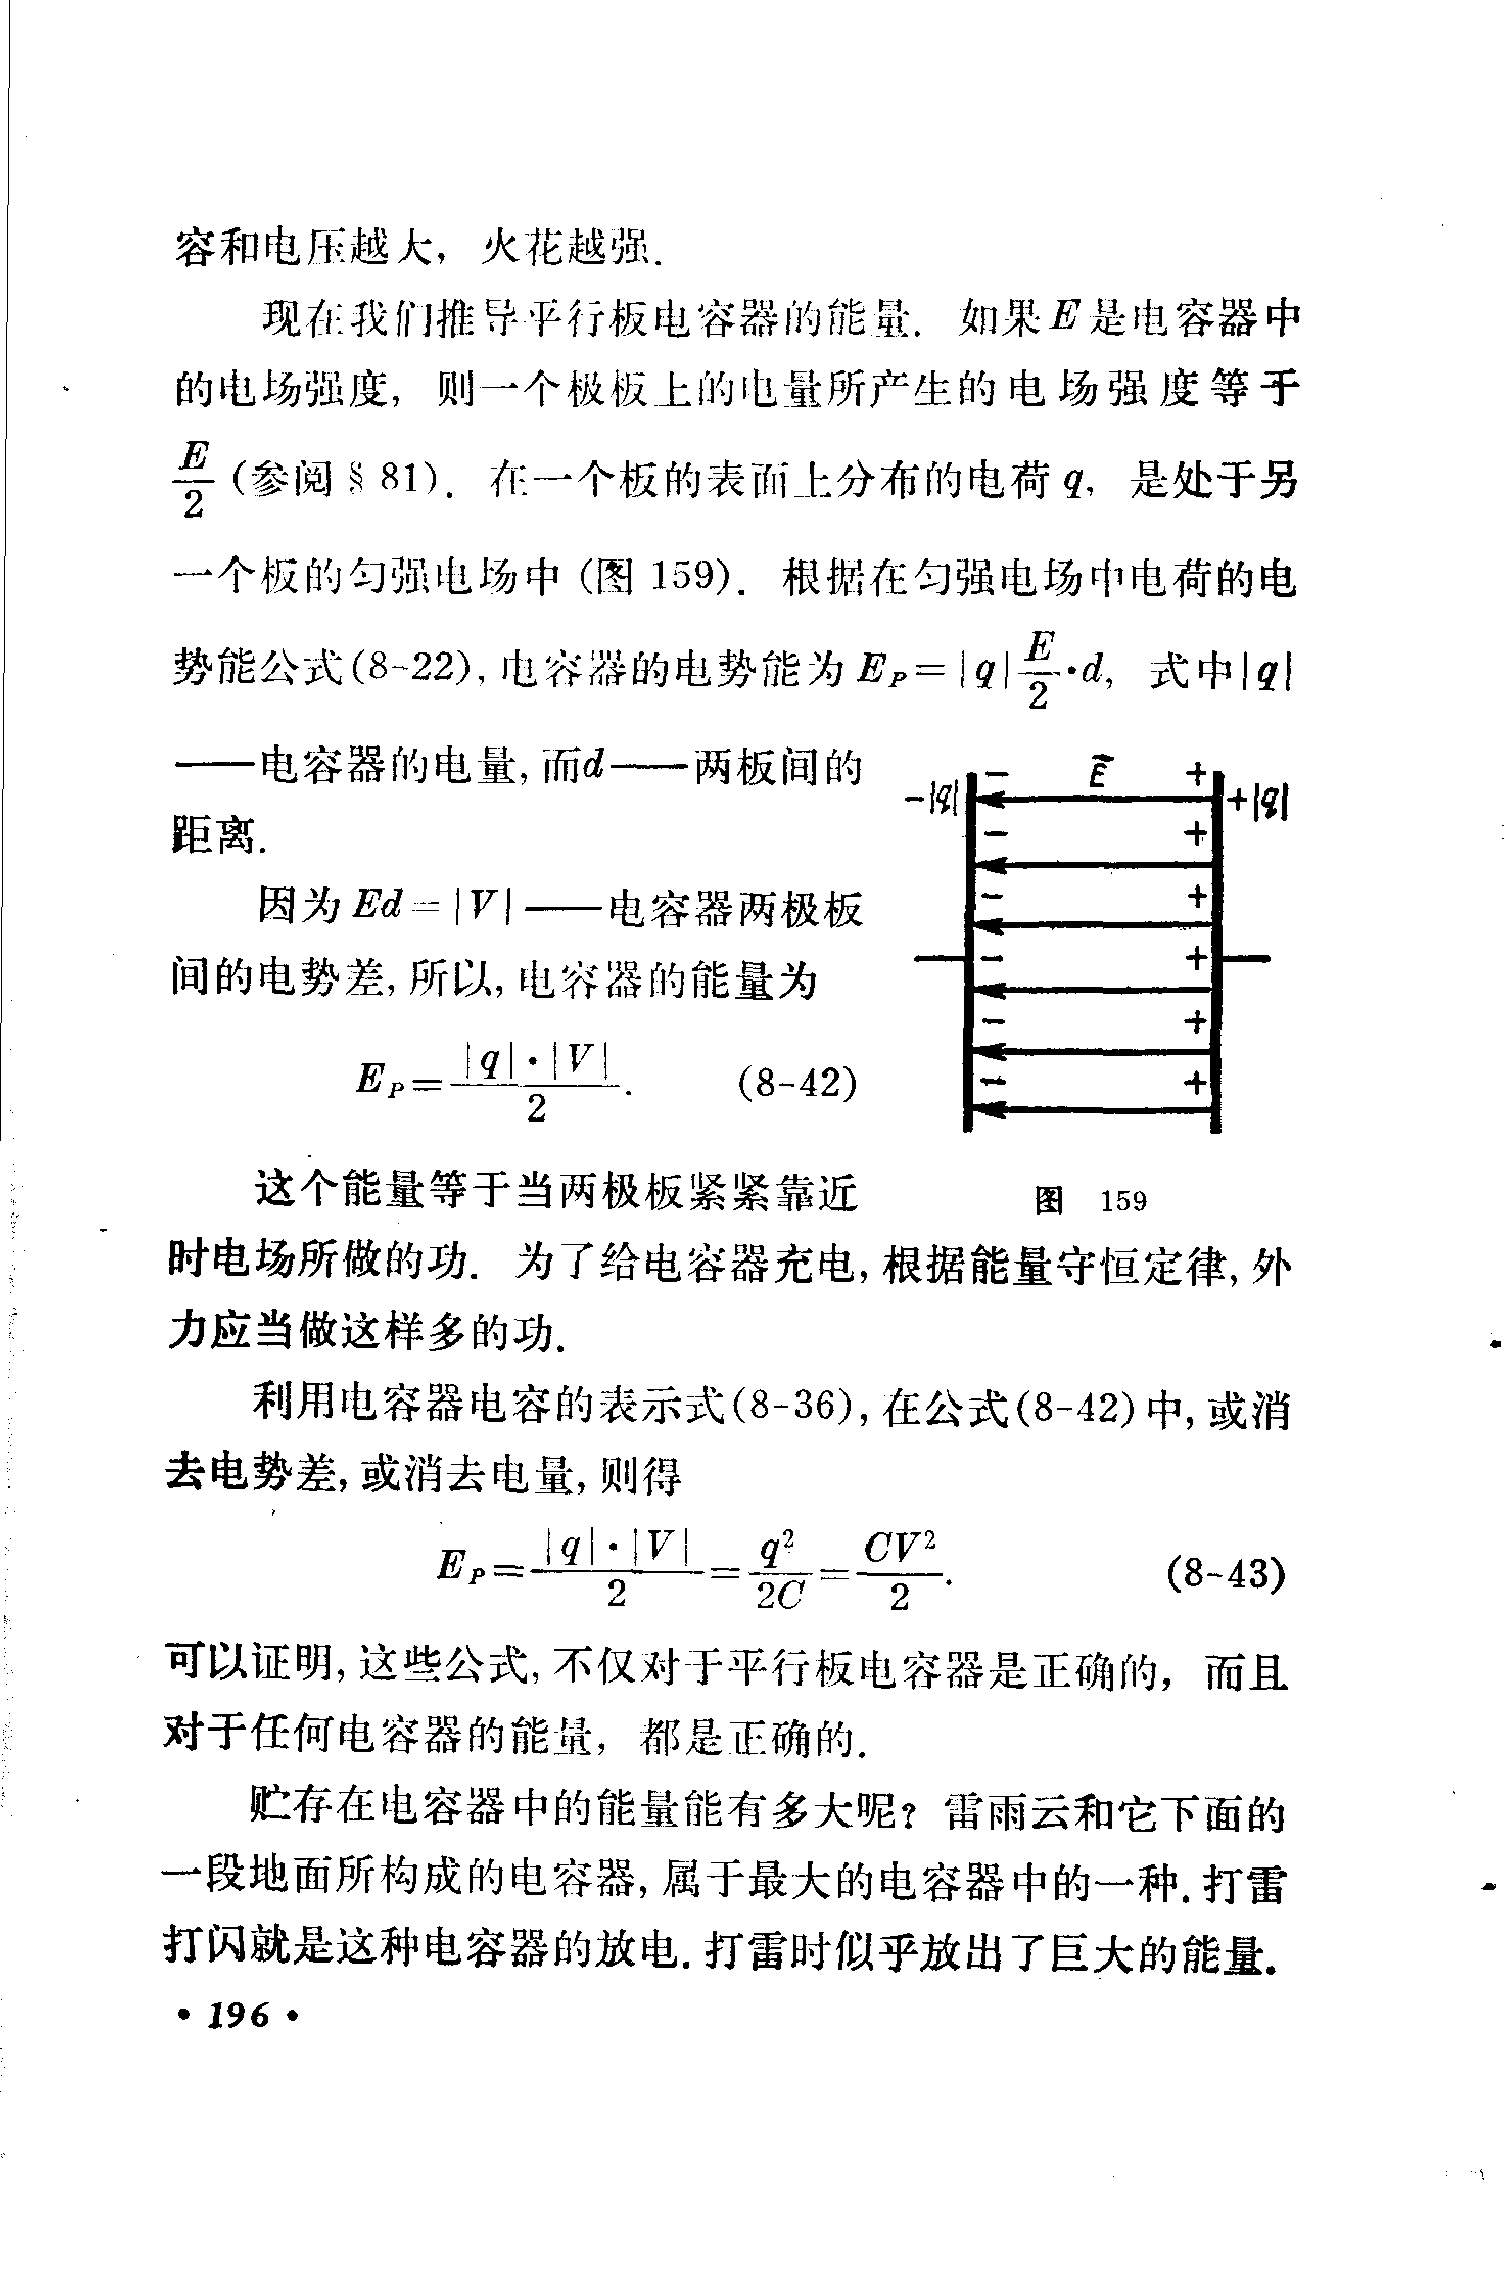 容和电压越大，火花越强.
现在我们推导平行板电容器的能量. 如果 E 是电容器中
的电场强度，则一个极板上的电量所产生的电场强度等于
E/2 (参阅 § 81). 在一个板的表面上分布的电荷 q，是处于另
一个板的匀强电场中 (图 159). 根据在匀强电场中电荷的电
势能公式(8-22), 电容器的电势能为 E_P=|q|E/2·d, 式中|q|
——电容器的电量, 而d——两板间的
距离.
因为 Ed=|V|——电容器两极板
间的电势差, 所以, 电容器的能量为
E_P=|q|·|V|/2. (8-42)
−|q| − E⃗ + +|q|
− +
− +
− +
− +
− +
图 159
这个能量等于当两极板紧紧靠近
时电场所做的功. 为了给电容器充电, 根据能量守恒定律, 外
力应当做这样多的功.
利用电容器电容的表示式(8-36), 在公式(8-42)中, 或消
去电势差, 或消去电量, 则得
E_P=|q|·|V|/2=q²/2C=CV²/2. (8-43)
可以证明, 这些公式, 不仅对于平行板电容器是正确的，而且
对于任何电容器的能量，都是正确的.
贮存在电容器中的能量能有多大呢？雷雨云和它下面的
一段地面所构成的电容器, 属于最大的电容器中的一种. 打雷
打闪就是这种电容器的放电. 打雷时似乎放出了巨大的能量.
• 196 •